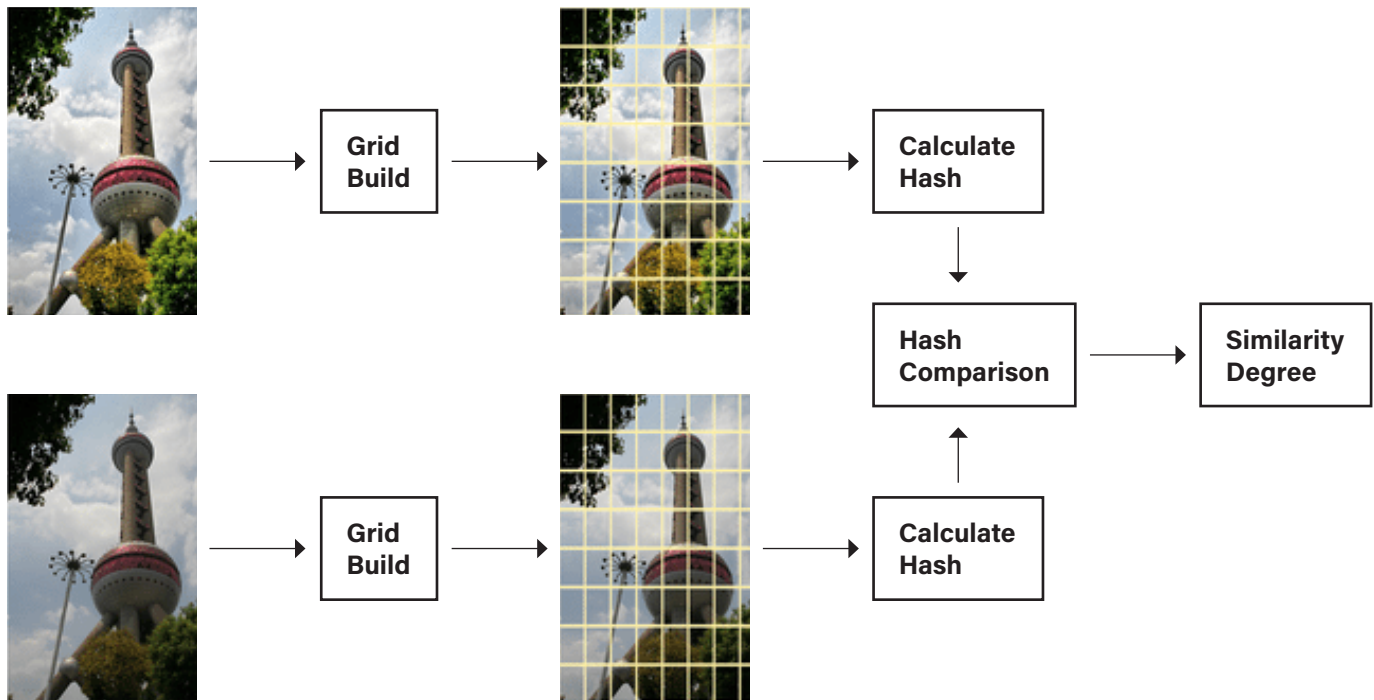 Grid
Build
Calculate
Hash
Hash
Comparison
Similarity
Degree
Grid
Build
Calculate
Hash